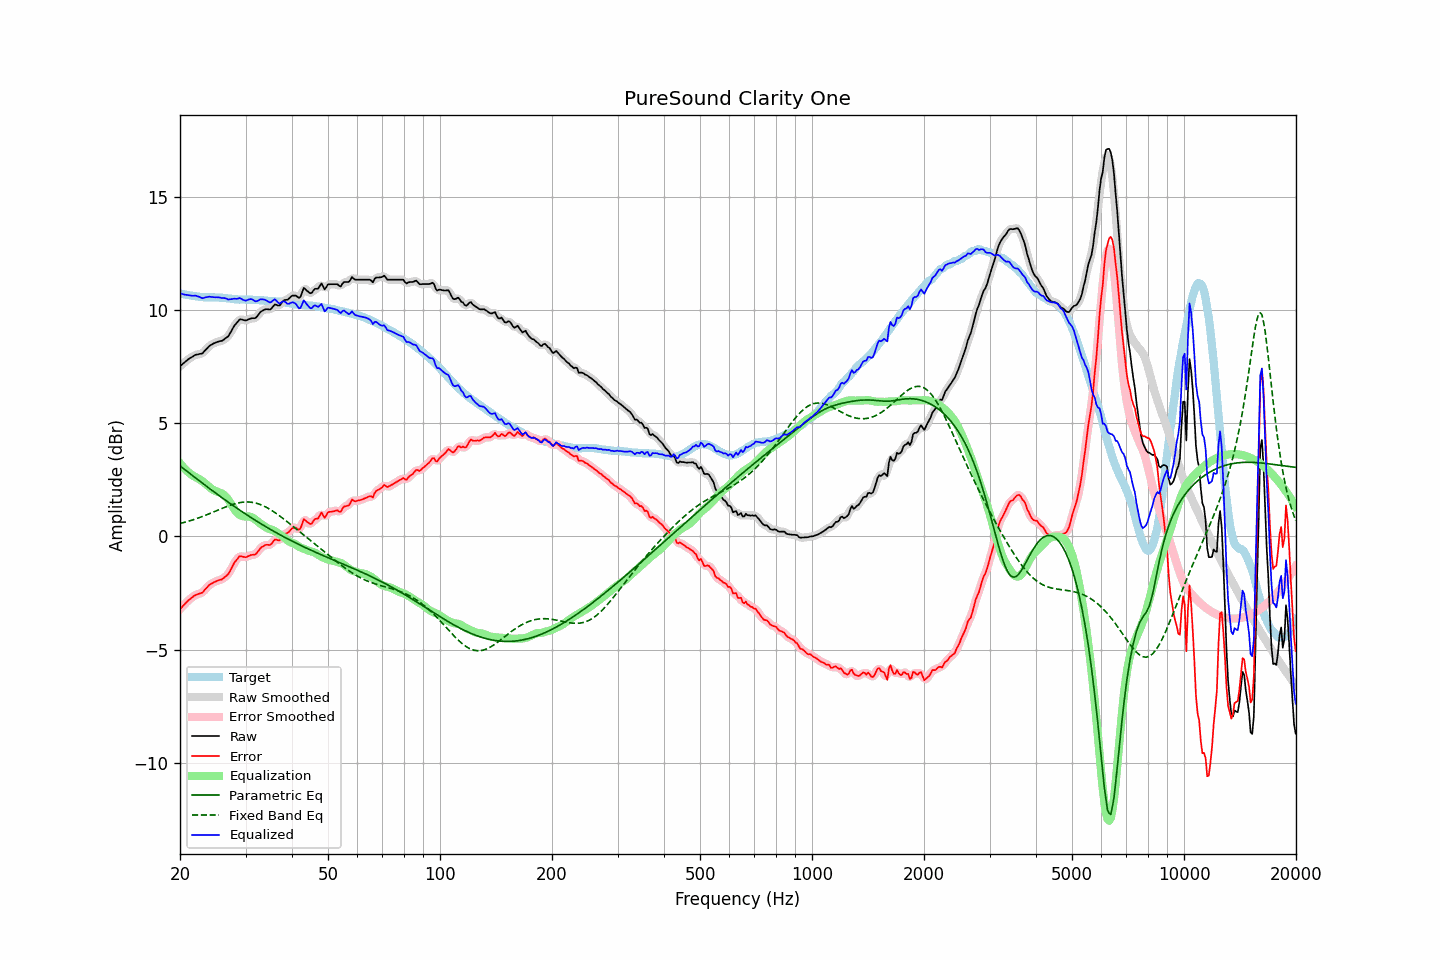 PureSound Clarity One
Amplitude (dBr)
15
10
5
0
−5
−10
Target
Raw Smoothed
Error Smoothed
Raw
Error
Equalization
Parametric Eq
Fixed Band Eq
Equalized
20
50
100
200
500
1000
2000
5000
10000
20000
Frequency (Hz)